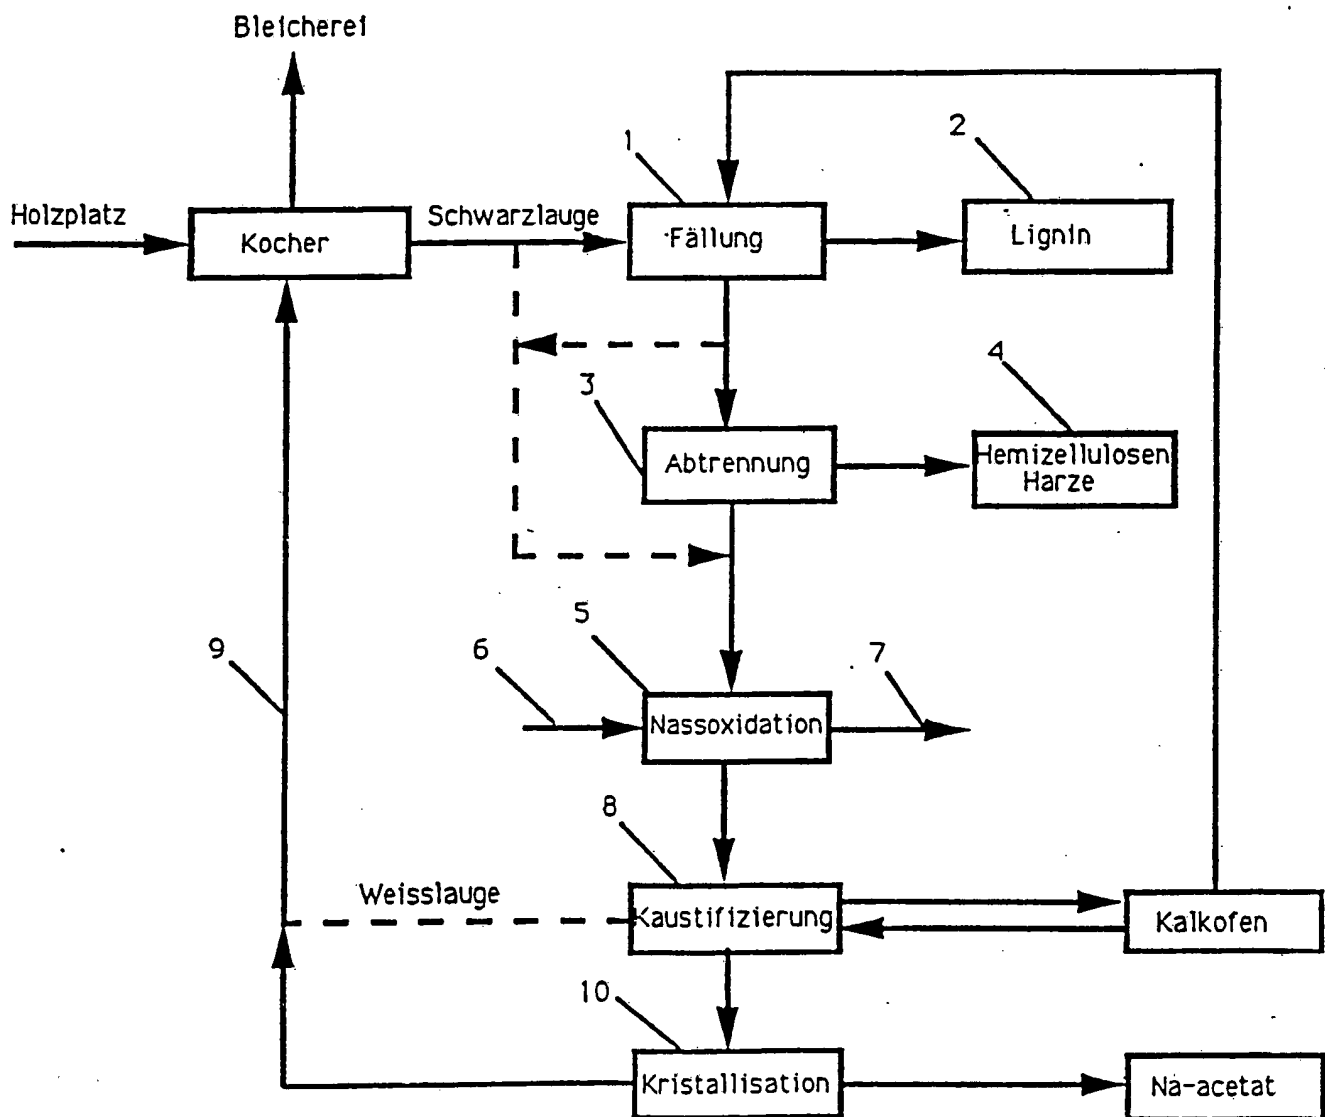 Bleicherei
1
2
Holzplatz
Schwarzlauge
Kocher
Fällung
Lignin
3
4
Abtrennung
Hemizellulosen
Harze
5
6
7
9
Nassoxidation
8
Weisslauge
Kaustifizierung
Kalkofen
10
Kristallisation
Na-acetat